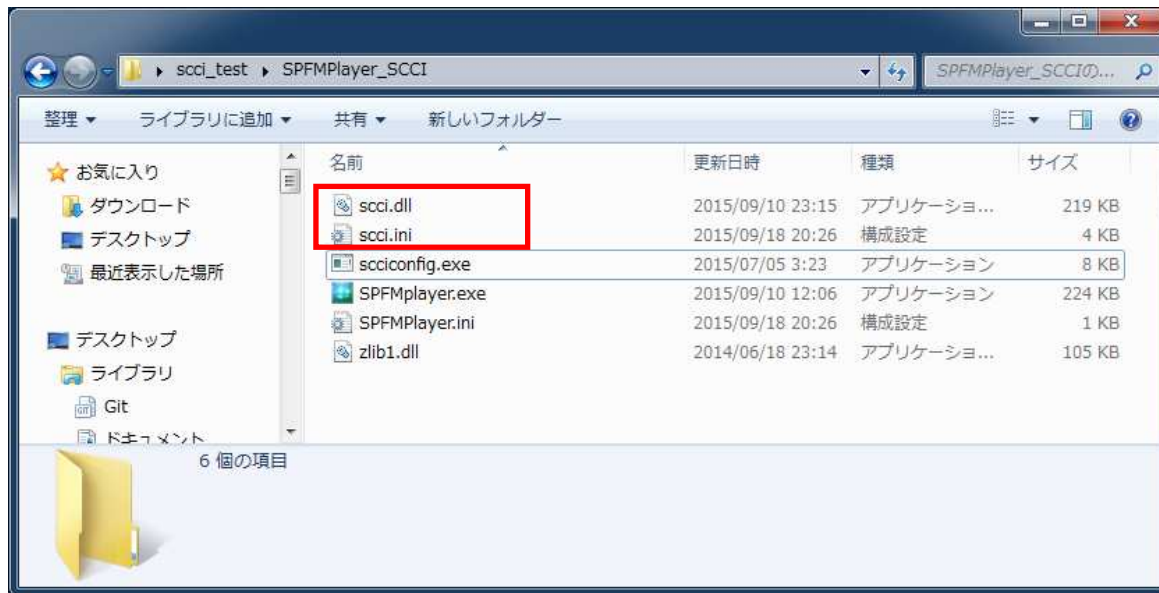 scci_test ▸ SPFMPlayer_SCCI
SPFMPlayer_SCCIの...
整理 ライブラリに追加 共有 新しいフォルダー
お気に入り
ダウンロード
デスクトップ
最近表示した場所
デスクトップ
ライブラリ
Git
ドキュメント
名前 更新日時 種類 サイズ
scci.dll 2015/09/10 23:15 アプリケーショ... 219 KB
scci.ini 2015/09/18 20:26 構成設定 4 KB
scciconfig.exe 2015/07/05 3:23 アプリケーション 8 KB
SPFMplayer.exe 2015/09/10 12:06 アプリケーション 224 KB
SPFMPlayer.ini 2015/09/18 20:26 構成設定 1 KB
zlib1.dll 2014/06/18 23:14 アプリケーショ... 105 KB
6 個の項目